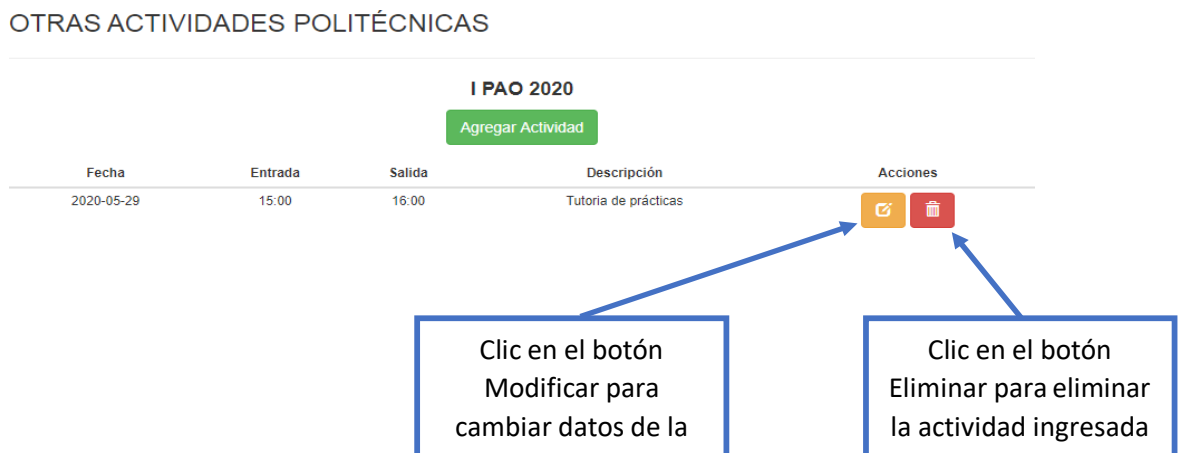 OTRAS ACTIVIDADES POLITÉCNICAS
I PAO 2020
Agregar Actividad
Fecha Entrada Salida Descripción Acciones
2020-05-29 15:00 16:00 Tutoria de prácticas
Clic en el botón
Modificar para
cambiar datos de la
Clic en el botón
Eliminar para eliminar
la actividad ingresada